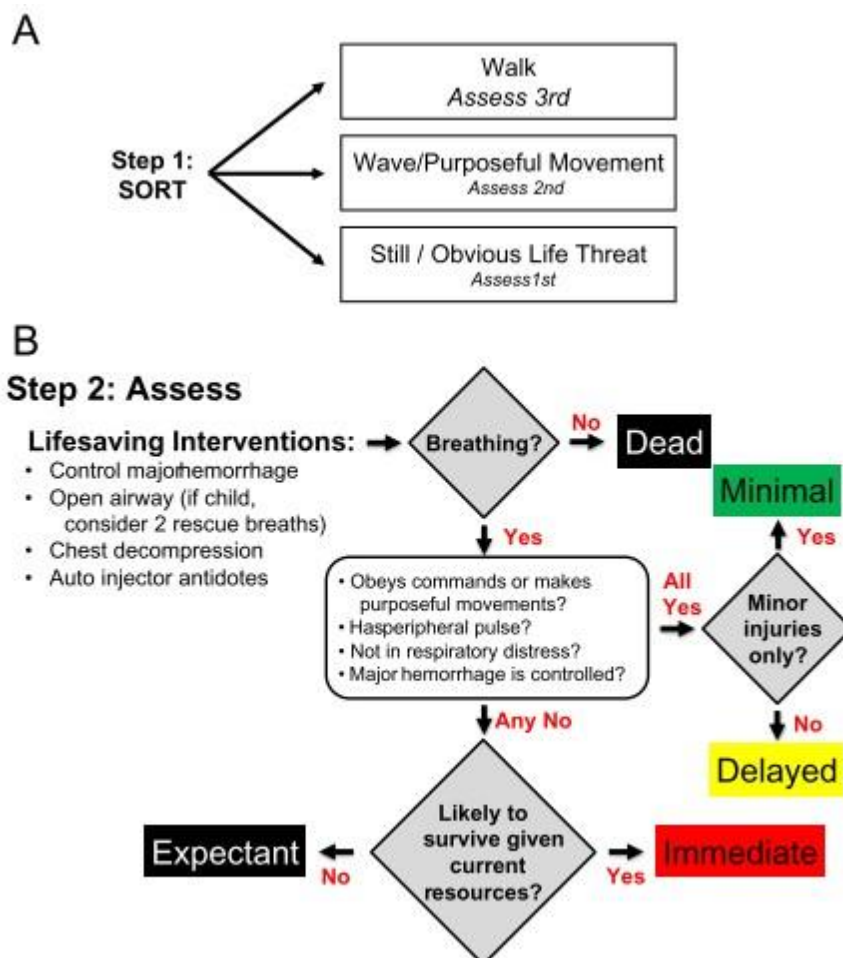 A
Step 1:
SORT
Walk
Assess 3rd
Wave/Purposeful Movement
Assess 2nd
Still / Obvious Life Threat
Assess1st
B
Step 2: Assess
Lifesaving Interventions:
• Control majorhemorrhage
• Open airway (if child,
consider 2 rescue breaths)
• Chest decompression
• Auto injector antidotes
Breathing?
No
Dead
Yes
• Obeys commands or makes
purposeful movements?
• Hasperipheral pulse?
• Not in respiratory distress?
• Major hemorrhage is controlled?
All
Yes
Minor
injuries
only?
Yes
Minimal
No
Delayed
Any No
Likely to
survive given
current
resources?
No
Expectant
Yes
Immediate